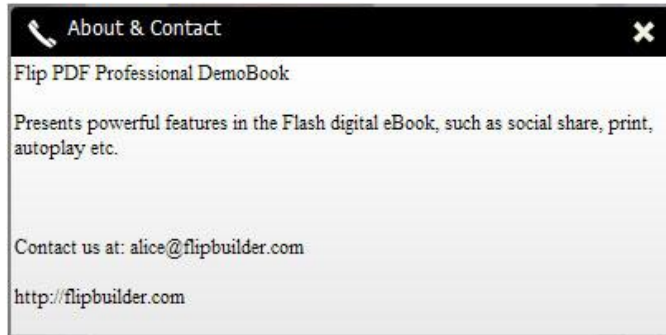 About & Contact
Flip PDF Professional DemoBook
Presents powerful features in the Flash digital eBook, such as social share, print,
autoplay etc.
Contact us at: alice@flipbuilder.com
http://flipbuilder.com